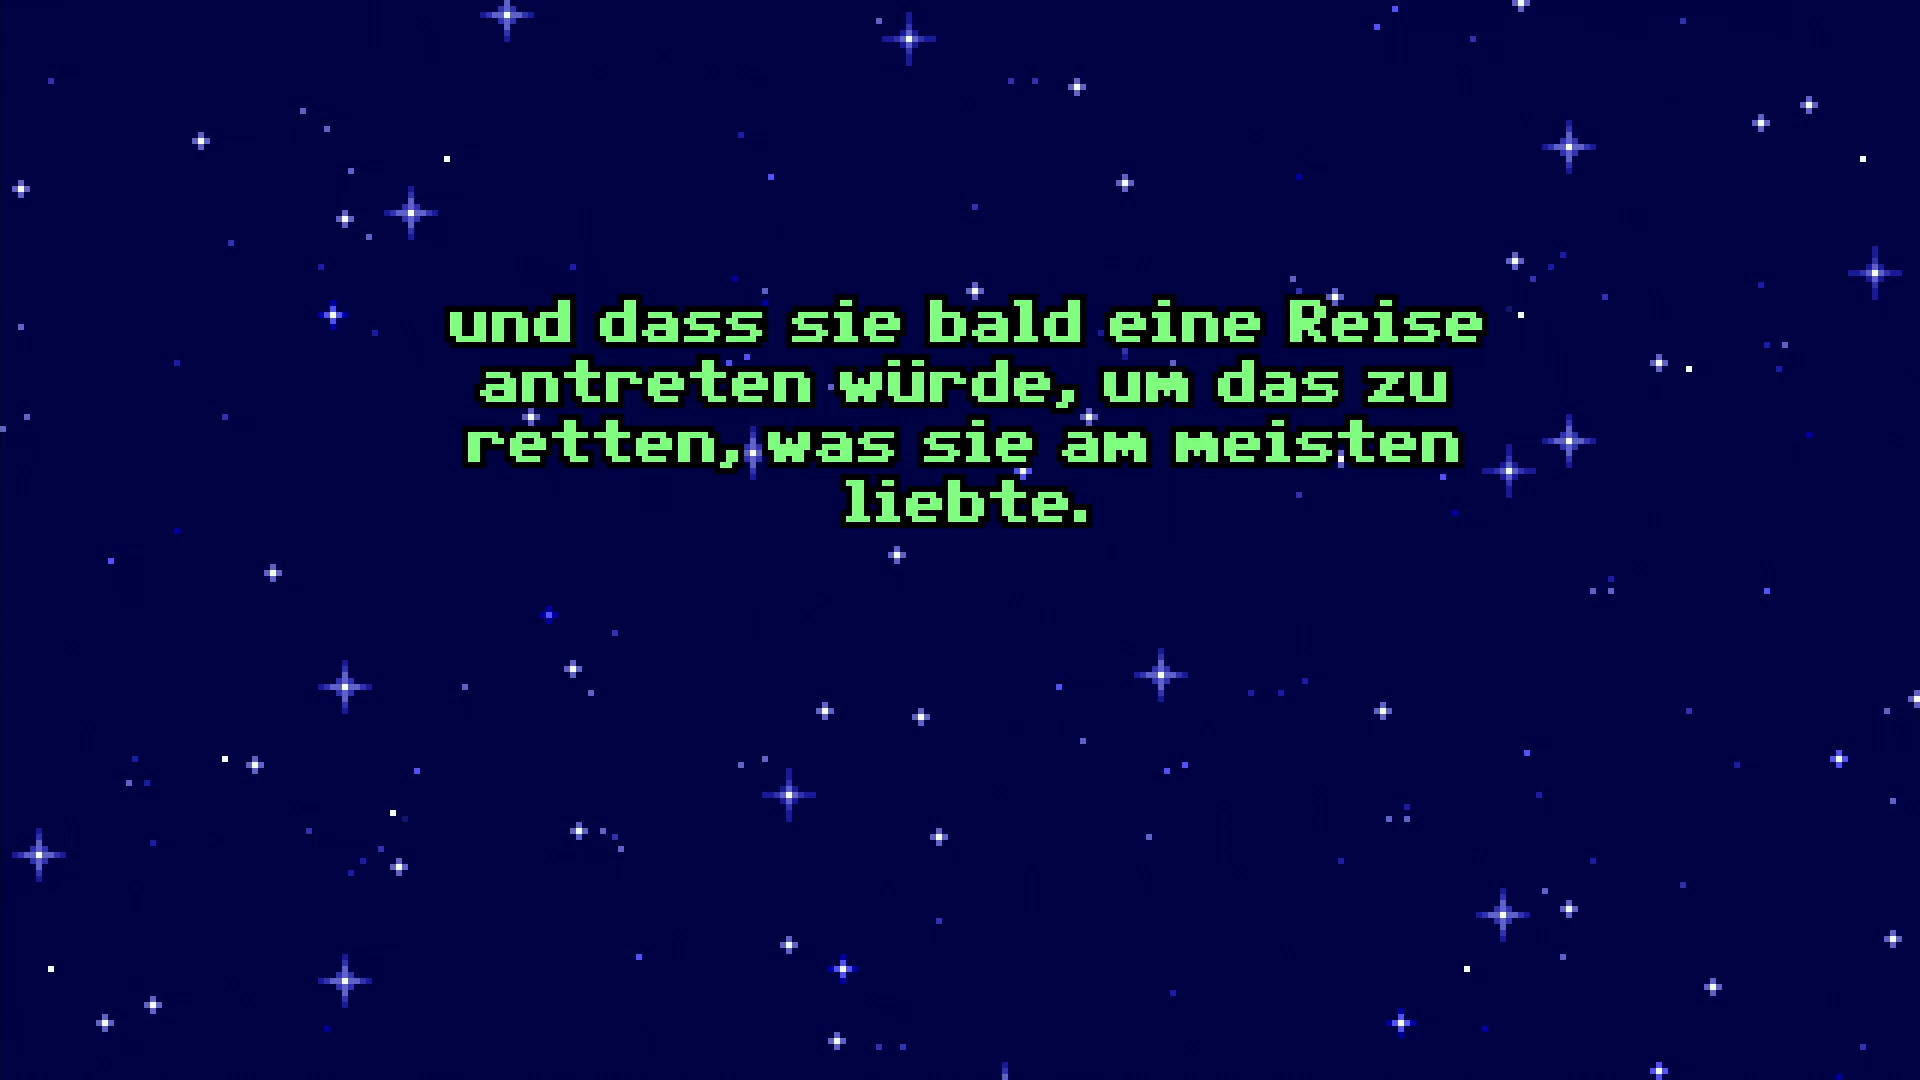 und dass sie bald eine Reise
antreten würde, um das zu
retten, was sie am meisten
liebte.